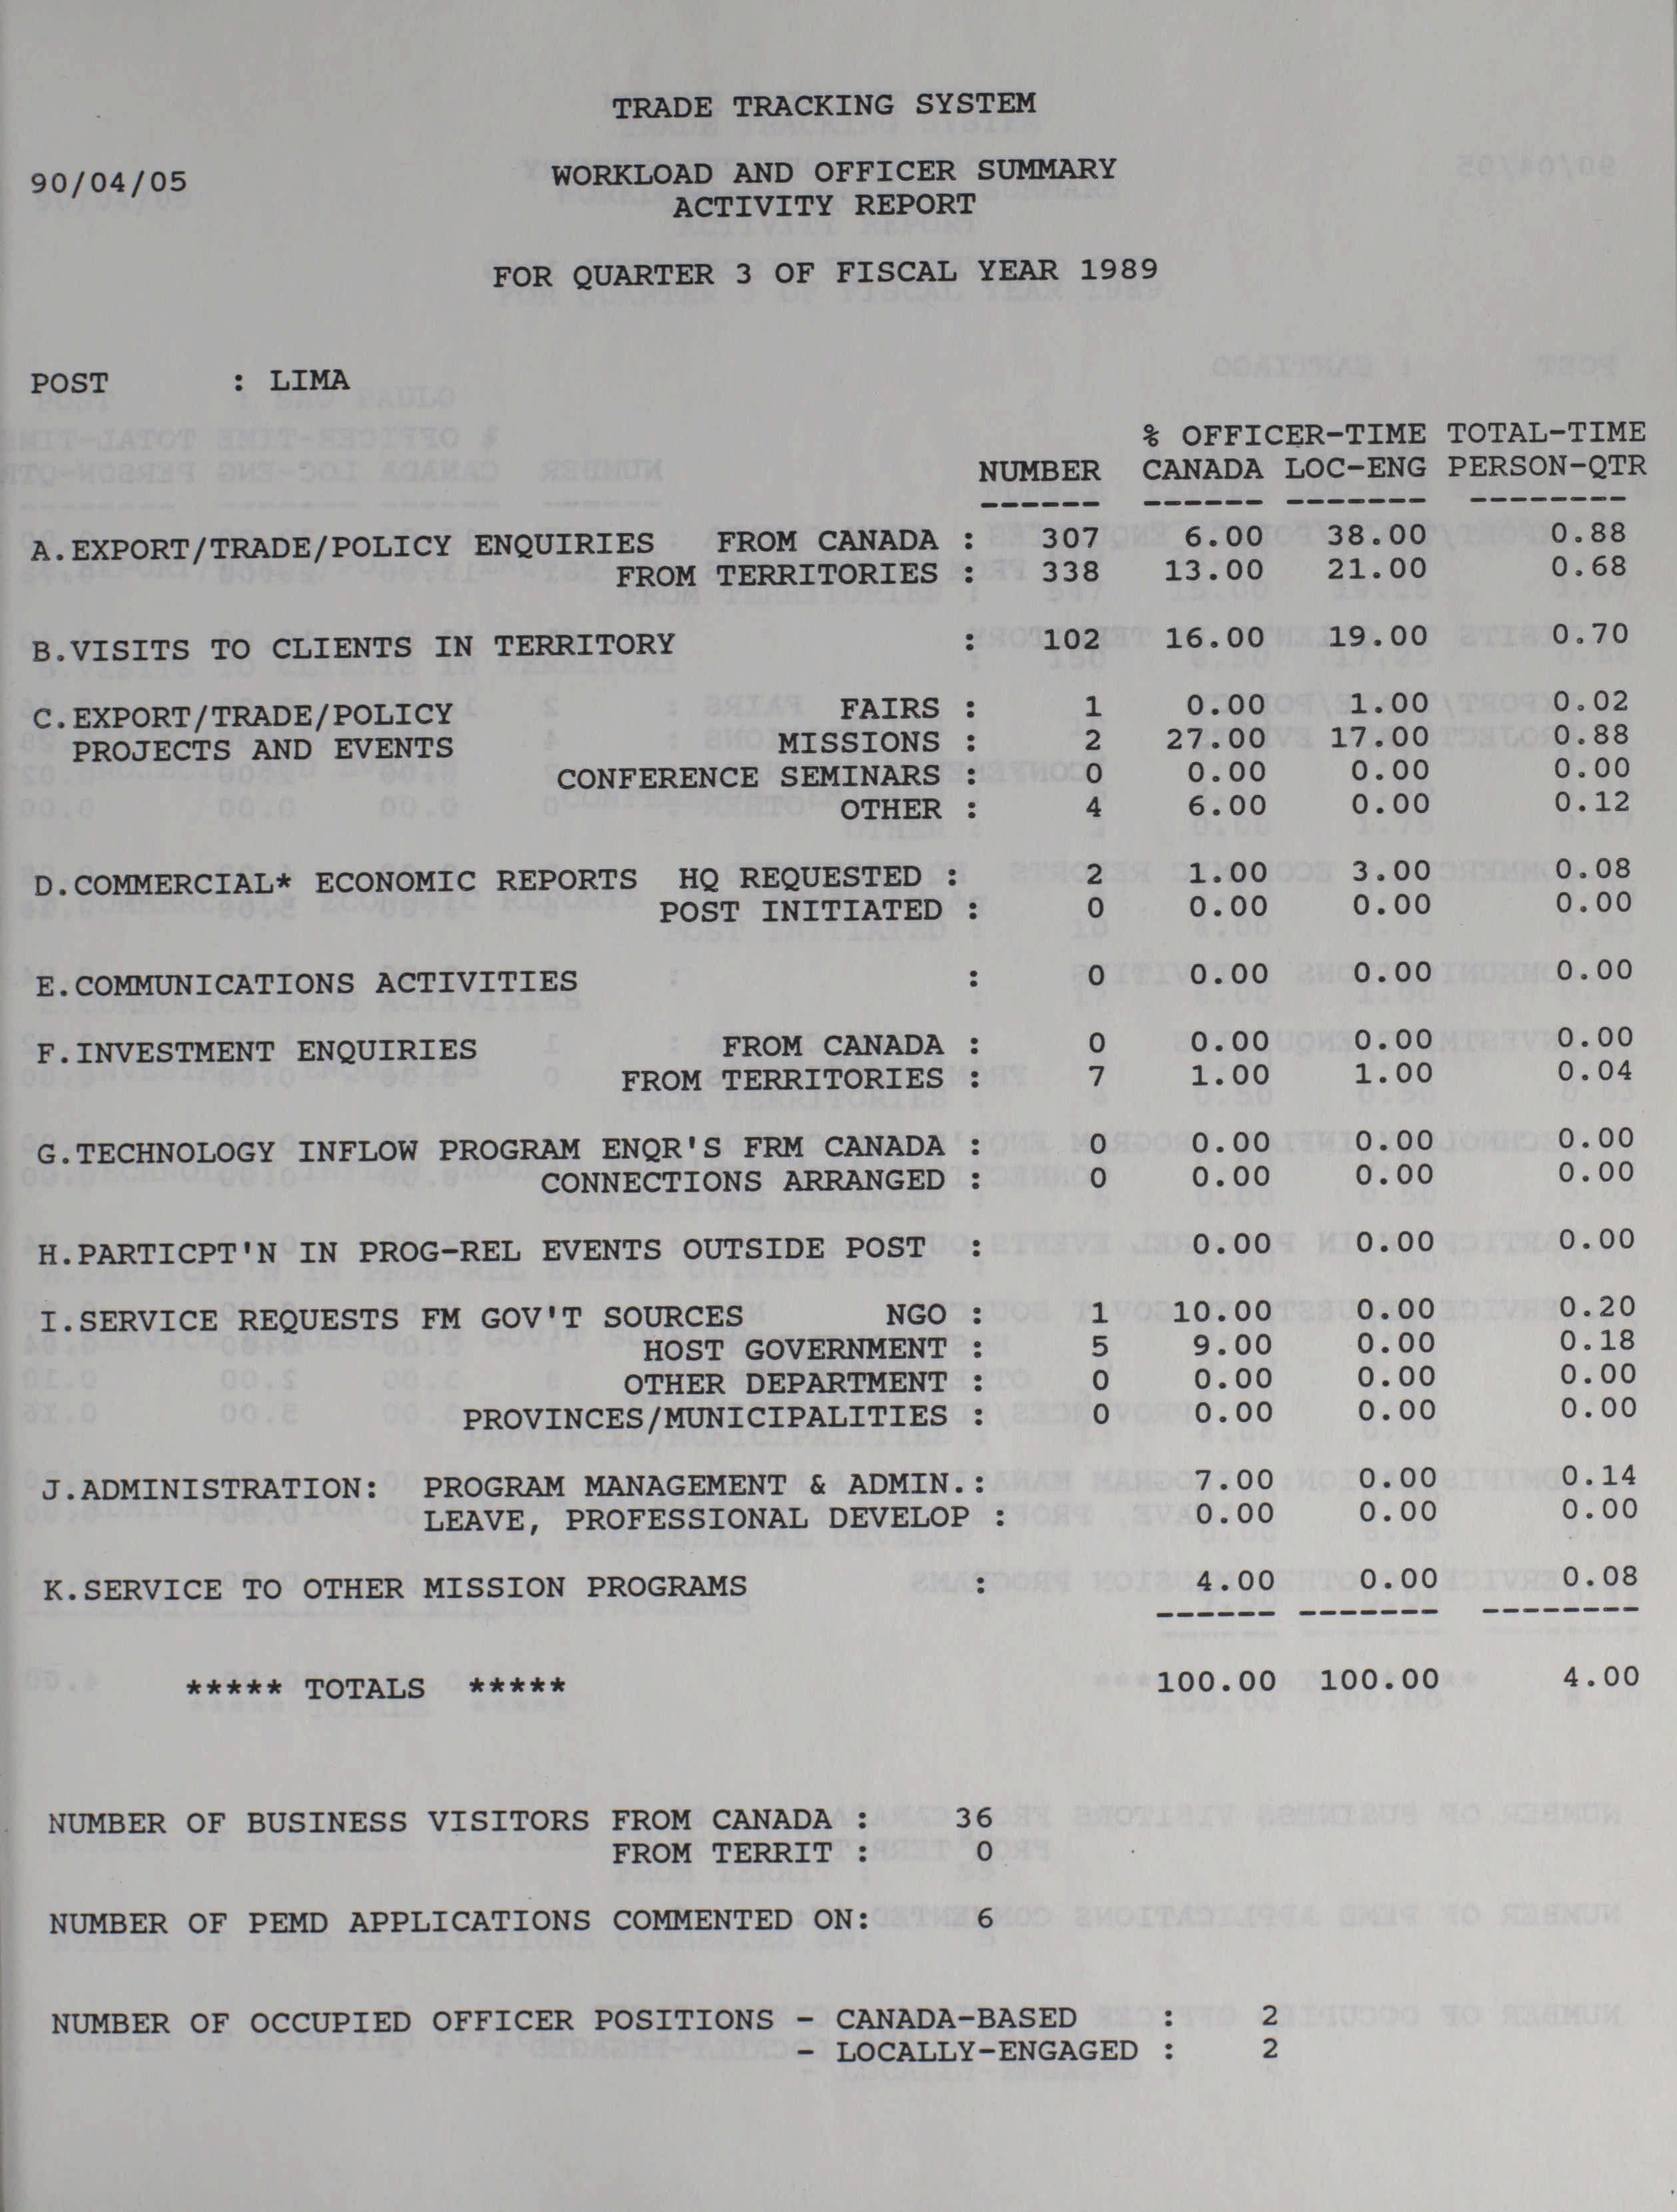 TRADE TRACKING SYSTEM
90/04/05 WORKLOAD AND OFFICER SUMMARY
ACTIVITY REPORT
FOR QUARTER 3 OF FISCAL YEAR 1989
POST : LIMA
% OFFICER-TIME TOTAL-TIME
NUMBER CANADA LOC-ENG PERSON-QTR
------ ------ ------- --------
A.EXPORT/TRADE/POLICY ENQUIRIES FROM CANADA : 307 6.00 38.00 0.88
FROM TERRITORIES : 338 13.00 21.00 0.68
B.VISITS TO CLIENTS IN TERRITORY : 102 16.00 19.00 0.70
C.EXPORT/TRADE/POLICY FAIRS : 1 0.00 1.00 0.02
PROJECTS AND EVENTS MISSIONS : 2 27.00 17.00 0.88
CONFERENCE SEMINARS : 0 0.00 0.00 0.00
OTHER : 4 6.00 0.00 0.12
D.COMMERCIAL* ECONOMIC REPORTS HQ REQUESTED : 2 1.00 3.00 0.08
POST INITIATED : 0 0.00 0.00 0.00
E.COMMUNICATIONS ACTIVITIES : 0 0.00 0.00 0.00
F.INVESTMENT ENQUIRIES FROM CANADA : 0 0.00 0.00 0.00
FROM TERRITORIES : 7 1.00 1.00 0.04
G.TECHNOLOGY INFLOW PROGRAM ENQR'S FRM CANADA : 0 0.00 0.00 0.00
CONNECTIONS ARRANGED : 0 0.00 0.00 0.00
H.PARTICPT'N IN PROG-REL EVENTS OUTSIDE POST : 0.00 0.00 0.00
I.SERVICE REQUESTS FM GOV'T SOURCES NGO : 1 10.00 0.00 0.20
HOST GOVERNMENT : 5 9.00 0.00 0.18
OTHER DEPARTMENT : 0 0.00 0.00 0.00
PROVINCES/MUNICIPALITIES : 0 0.00 0.00 0.00
J.ADMINISTRATION: PROGRAM MANAGEMENT & ADMIN.: 7.00 0.00 0.14
LEAVE, PROFESSIONAL DEVELOP : 0.00 0.00 0.00
K.SERVICE TO OTHER MISSION PROGRAMS : 4.00 0.00 0.08
------ ------- --------
***** TOTALS ***** 100.00 100.00 4.00
NUMBER OF BUSINESS VISITORS FROM CANADA : 36
FROM TERRIT : 0
NUMBER OF PEMD APPLICATIONS COMMENTED ON: 6
NUMBER OF OCCUPIED OFFICER POSITIONS - CANADA-BASED : 2
- LOCALLY-ENGAGED : 2